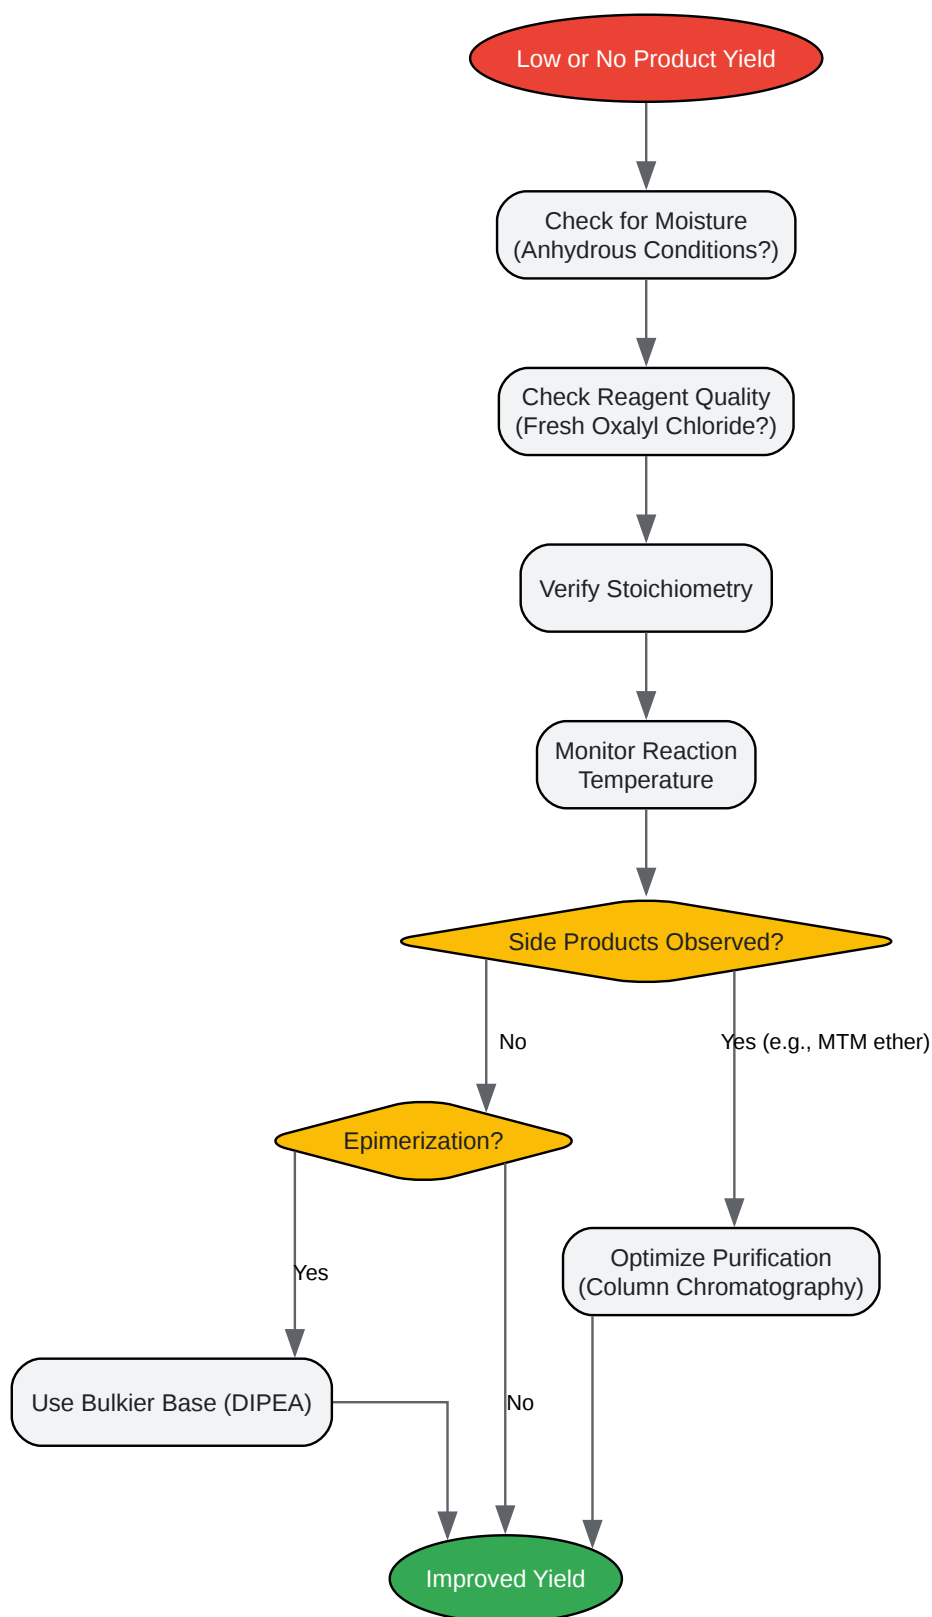 Low or No Product Yield
Check for Moisture
(Anhydrous Conditions?)
Check Reagent Quality
(Fresh Oxalyl Chloride?)
Verify Stoichiometry
Monitor Reaction
Temperature
Side Products Observed?
No
Yes (e.g., MTM ether)
Epimerization?
Optimize Purification
(Column Chromatography)
Yes
Use Bulkier Base (DIPEA)
No
Improved Yield